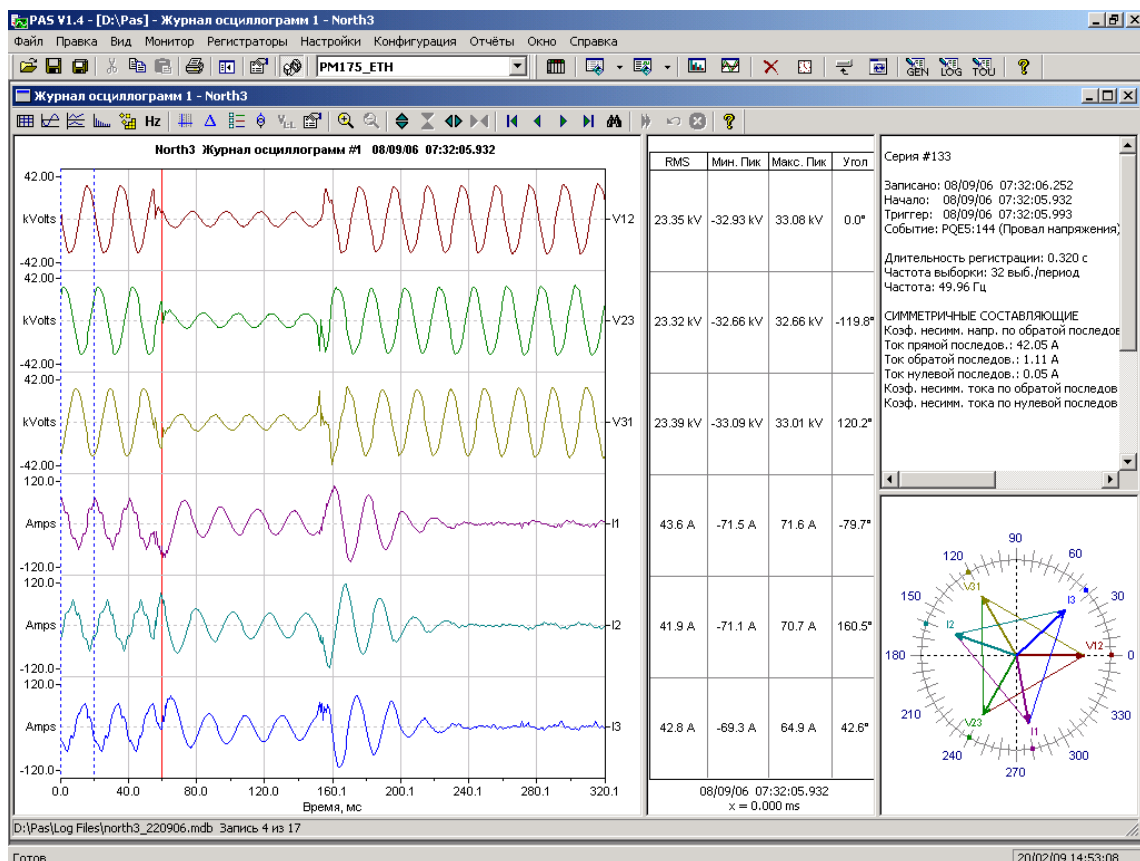 PAS V1.4 - [D:\Pas] - Журнал осциллограмм 1 - North3
Файл Правка Вид Монитор Регистраторы Настройки Конфигурация Отчёты Окно Справка
PM175_ETH
GEN LOG TOU
Журнал осциллограмм 1 - North3
Hz
North3 Журнал осциллограмм #1 08/09/06 07:32:05.932
42.00
kVolts
-42.00
V12
42.00
kVolts
-42.00
V23
42.00
kVolts
-42.00
V31
120.0
Amps
-120.0
I1
120.0
Amps
-120.0
I2
120.0
Amps
-120.0
I3
0.0 40.0 80.0 120.0 160.1 200.1 240.1 280.1 320.1
Время, мс
RMS Мин. Пик Макс. Пик Угол
23.35 kV -32.93 kV 33.08 kV 0.0°
23.32 kV -32.66 kV 32.66 kV -119.8°
23.39 kV -33.09 kV 33.01 kV 120.2°
43.6 A -71.5 A 71.6 A -79.7°
41.9 A -71.1 A 70.7 A 160.5°
42.8 A -69.3 A 64.9 A 42.6°
08/09/06 07:32:05.932
x = 0.000 ms
Серия #133
Записано: 08/09/06 07:32:06.252
Начало: 08/09/06 07:32:05.932
Триггер: 08/09/06 07:32:05.993
Событие: PQE5:144 (Провал напряжения)
Длительность регистрации: 0.320 с
Частота выборки: 32 выб./период
Частота: 49.96 Гц
СИММЕТРИЧНЫЕ СОСТАВЛЯЮЩИЕ
Коэф. несимм. напр. по обратой последов
Ток прямой последов.: 42.05 А
Ток обратой последов.: 1.11 А
Ток нулевой последов.: 0.05 А
Коэф. несимм. тока по обратой последов
Коэф. несимм. тока по нулевой последов
90
120 60
150 30
180 0
210 330
240 300
270
V31
I3
I2
V12
V23
I1
D:\Pas\Log Files\north3_220906.mdb Запись 4 из 17
Готов
20/02/09 14:53:08